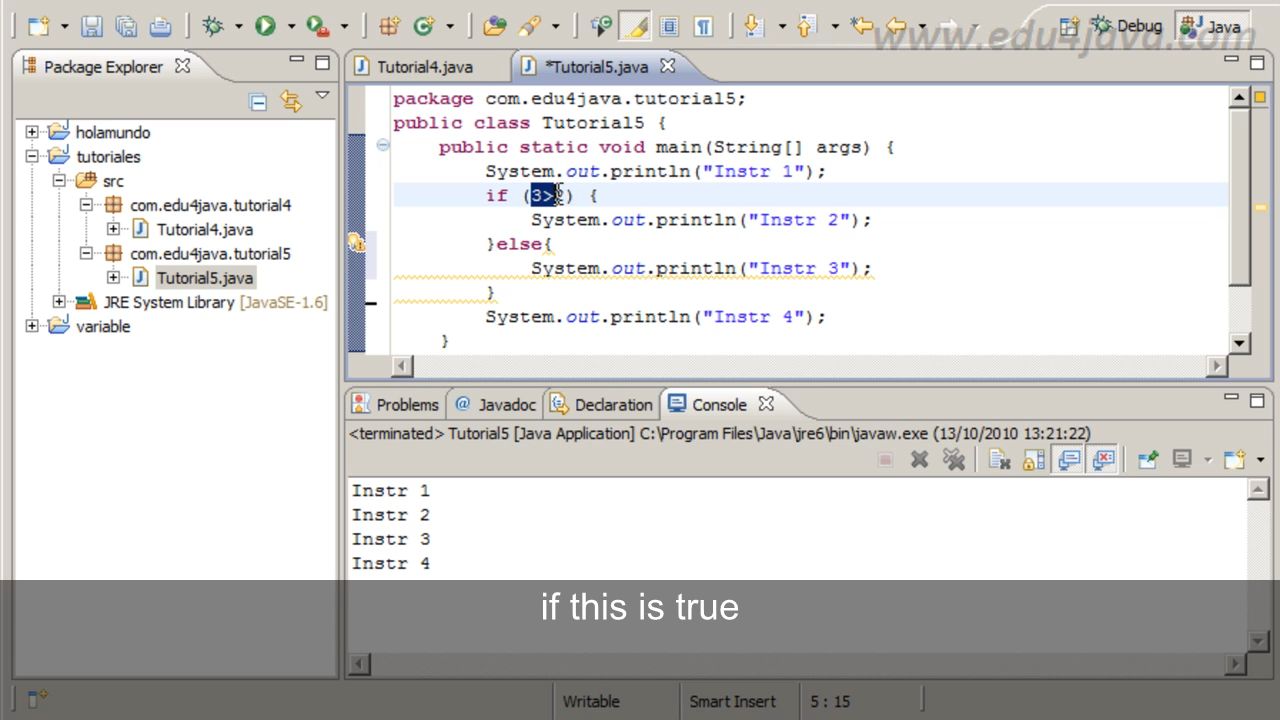 www.edu4java.com
Debug
Java
Package Explorer
Tutorial4.java
*Tutorial5.java
holamundo
tutoriales
src
com.edu4java.tutorial4
Tutorial4.java
com.edu4java.tutorial5
Tutorial5.java
JRE System Library [JavaSE-1.6]
variable
package com.edu4java.tutorial5;
public class Tutorial5 {
public static void main(String[] args) {
System.out.println("Instr 1");
if (3>2) {
System.out.println("Instr 2");
}else{
System.out.println("Instr 3");
}
System.out.println("Instr 4");
}
Problems
@ Javadoc
Declaration
Console
<terminated> Tutorial5 [Java Application] C:\Program Files\Java\jre6\bin\javaw.exe (13/10/2010 13:21:22)
Instr 1
Instr 2
Instr 3
Instr 4
if this is true
Writable
Smart Insert
5 : 15